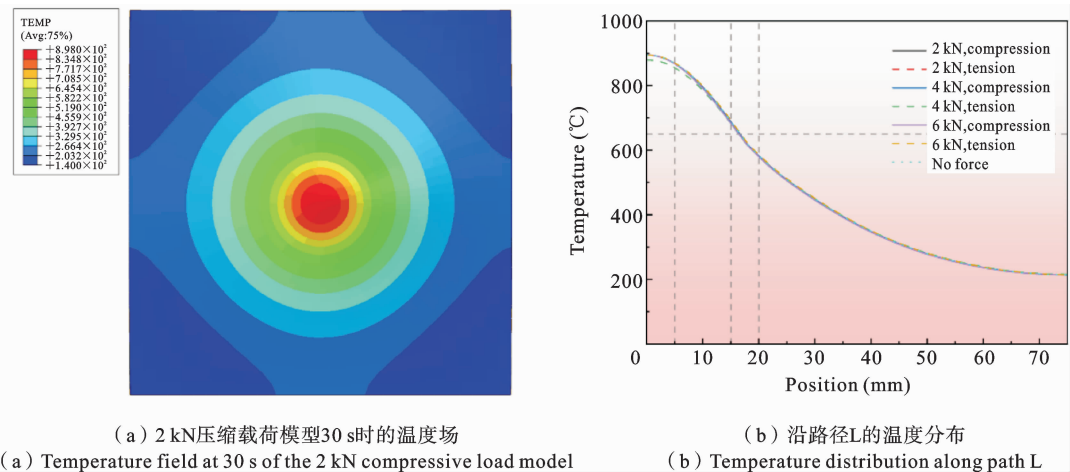 TEMP
(Avg:75%)
+8.980×10²
+8.348×10²
+7.717×10²
+7.085×10²
+6.454×10²
+5.822×10²
+5.190×10²
+4.559×10²
+3.927×10²
+3.295×10²
+2.664×10²
+2.032×10²
+1.400×10²
1000
800
600
400
200
0
10
20
30
40
50
60
70
Temperature (℃)
Position (mm)
2 kN,compression
2 kN,tension
4 kN,compression
4 kN,tension
6 kN,compression
6 kN,tension
No force
(a) 2 kN压缩载荷模型30 s时的温度场
(a) Temperature field at 30 s of the 2 kN compressive load model
(b) 沿路径L的温度分布
(b) Temperature distribution along path L